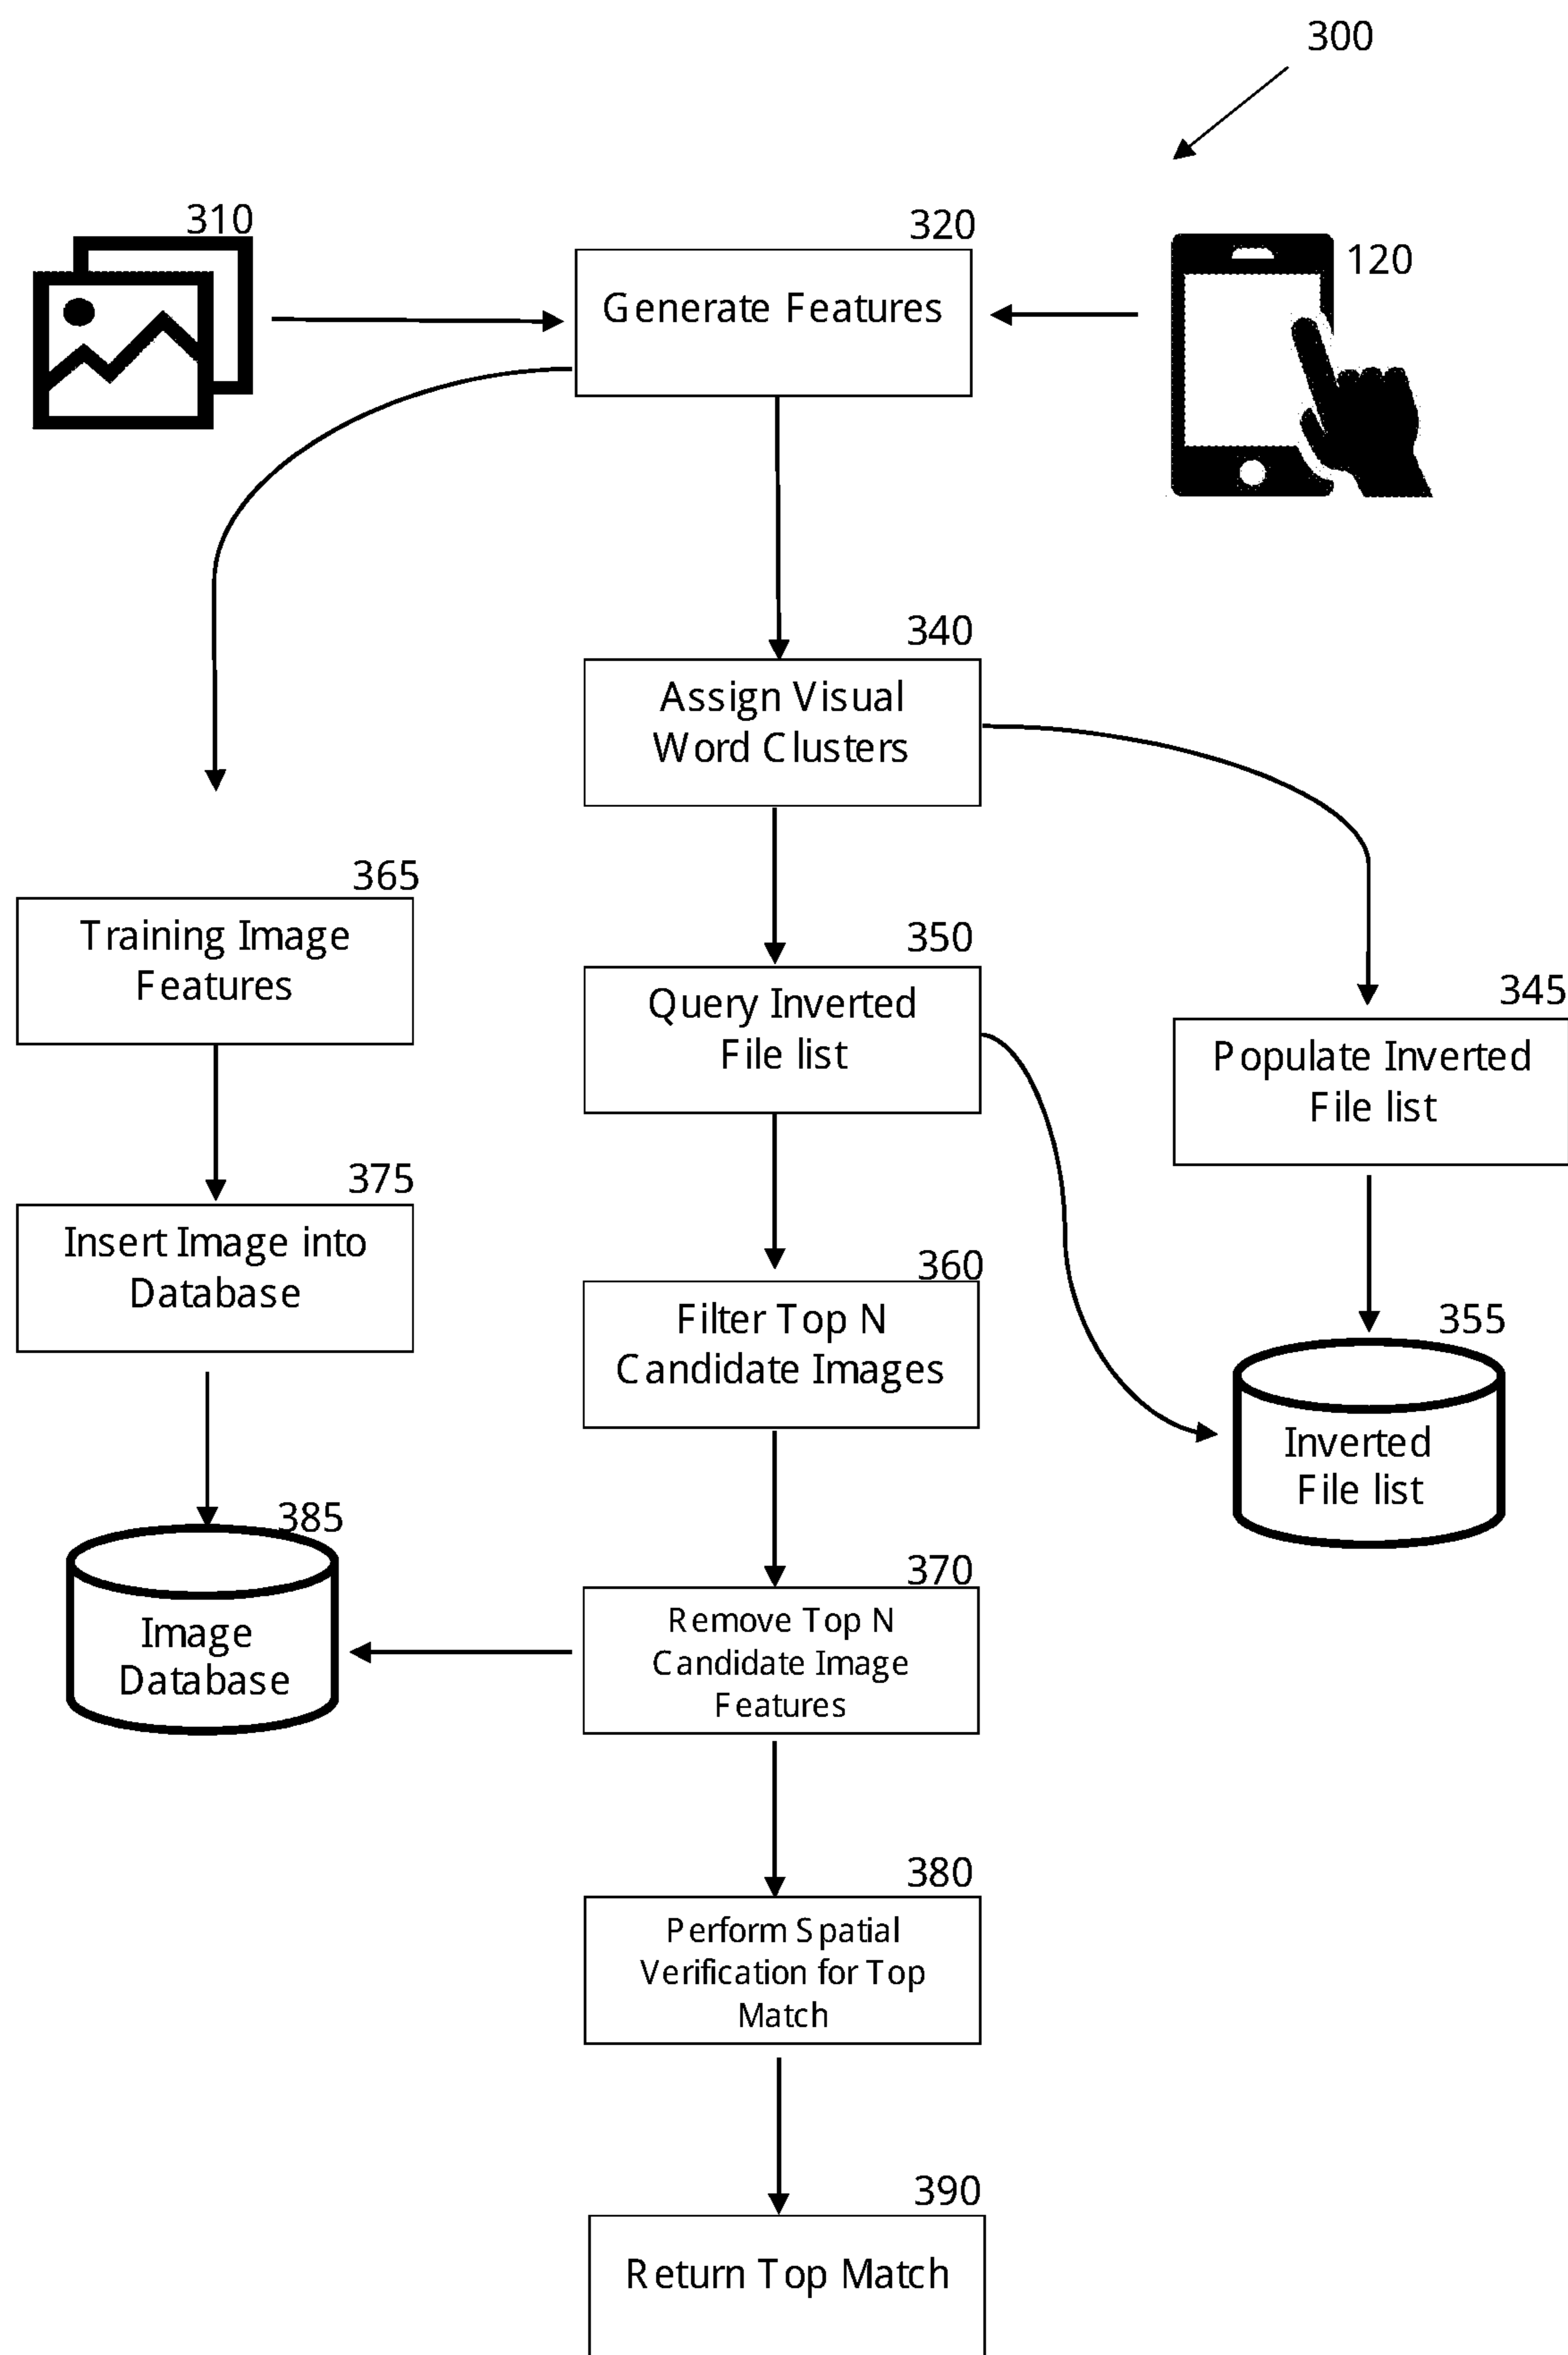 300
310
320
120
Generate Features
340
Assign Visual
Word Clusters
365
Training Image
Features
350
Query Inverted
File list
345
Populate Inverted
File list
375
Insert Image into
Database
360
Filter Top N
Candidate Images
355
Inverted
File list
385
Image
Database
370
Remove Top N
Candidate Image
Features
380
Perform Spatial
Verification for Top
Match
390
Return Top Match